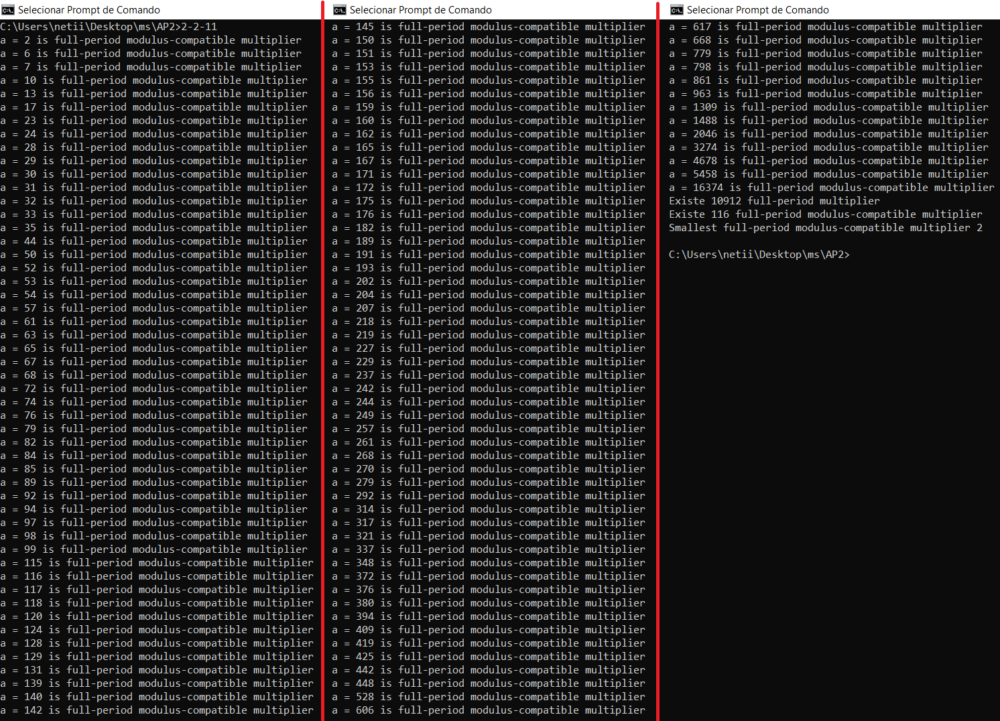 Selecionar Prompt de Comando
C:\Users\netii\Desktop\ms\AP2>2-2-11
a = 2 is full-period modulus-compatible multiplier
a = 6 is full-period modulus-compatible multiplier
a = 7 is full-period modulus-compatible multiplier
a = 10 is full-period modulus-compatible multiplier
a = 13 is full-period modulus-compatible multiplier
a = 17 is full-period modulus-compatible multiplier
a = 23 is full-period modulus-compatible multiplier
a = 24 is full-period modulus-compatible multiplier
a = 28 is full-period modulus-compatible multiplier
a = 29 is full-period modulus-compatible multiplier
a = 30 is full-period modulus-compatible multiplier
a = 31 is full-period modulus-compatible multiplier
a = 32 is full-period modulus-compatible multiplier
a = 33 is full-period modulus-compatible multiplier
a = 35 is full-period modulus-compatible multiplier
a = 44 is full-period modulus-compatible multiplier
a = 50 is full-period modulus-compatible multiplier
a = 52 is full-period modulus-compatible multiplier
a = 53 is full-period modulus-compatible multiplier
a = 54 is full-period modulus-compatible multiplier
a = 57 is full-period modulus-compatible multiplier
a = 61 is full-period modulus-compatible multiplier
a = 63 is full-period modulus-compatible multiplier
a = 65 is full-period modulus-compatible multiplier
a = 67 is full-period modulus-compatible multiplier
a = 68 is full-period modulus-compatible multiplier
a = 72 is full-period modulus-compatible multiplier
a = 74 is full-period modulus-compatible multiplier
a = 76 is full-period modulus-compatible multiplier
a = 79 is full-period modulus-compatible multiplier
a = 82 is full-period modulus-compatible multiplier
a = 84 is full-period modulus-compatible multiplier
a = 85 is full-period modulus-compatible multiplier
a = 89 is full-period modulus-compatible multiplier
a = 92 is full-period modulus-compatible multiplier
a = 94 is full-period modulus-compatible multiplier
a = 97 is full-period modulus-compatible multiplier
a = 98 is full-period modulus-compatible multiplier
a = 99 is full-period modulus-compatible multiplier
a = 115 is full-period modulus-compatible multiplier
a = 116 is full-period modulus-compatible multiplier
a = 117 is full-period modulus-compatible multiplier
a = 118 is full-period modulus-compatible multiplier
a = 120 is full-period modulus-compatible multiplier
a = 124 is full-period modulus-compatible multiplier
a = 128 is full-period modulus-compatible multiplier
a = 129 is full-period modulus-compatible multiplier
a = 131 is full-period modulus-compatible multiplier
a = 139 is full-period modulus-compatible multiplier
a = 140 is full-period modulus-compatible multiplier
a = 142 is full-period modulus-compatible multiplier
Selecionar Prompt de Comando
a = 145 is full-period modulus-compatible multiplier
a = 150 is full-period modulus-compatible multiplier
a = 151 is full-period modulus-compatible multiplier
a = 153 is full-period modulus-compatible multiplier
a = 155 is full-period modulus-compatible multiplier
a = 156 is full-period modulus-compatible multiplier
a = 159 is full-period modulus-compatible multiplier
a = 160 is full-period modulus-compatible multiplier
a = 162 is full-period modulus-compatible multiplier
a = 165 is full-period modulus-compatible multiplier
a = 167 is full-period modulus-compatible multiplier
a = 171 is full-period modulus-compatible multiplier
a = 172 is full-period modulus-compatible multiplier
a = 175 is full-period modulus-compatible multiplier
a = 176 is full-period modulus-compatible multiplier
a = 182 is full-period modulus-compatible multiplier
a = 189 is full-period modulus-compatible multiplier
a = 191 is full-period modulus-compatible multiplier
a = 193 is full-period modulus-compatible multiplier
a = 202 is full-period modulus-compatible multiplier
a = 204 is full-period modulus-compatible multiplier
a = 207 is full-period modulus-compatible multiplier
a = 218 is full-period modulus-compatible multiplier
a = 219 is full-period modulus-compatible multiplier
a = 227 is full-period modulus-compatible multiplier
a = 229 is full-period modulus-compatible multiplier
a = 237 is full-period modulus-compatible multiplier
a = 242 is full-period modulus-compatible multiplier
a = 244 is full-period modulus-compatible multiplier
a = 249 is full-period modulus-compatible multiplier
a = 257 is full-period modulus-compatible multiplier
a = 261 is full-period modulus-compatible multiplier
a = 268 is full-period modulus-compatible multiplier
a = 270 is full-period modulus-compatible multiplier
a = 279 is full-period modulus-compatible multiplier
a = 292 is full-period modulus-compatible multiplier
a = 314 is full-period modulus-compatible multiplier
a = 317 is full-period modulus-compatible multiplier
a = 321 is full-period modulus-compatible multiplier
a = 337 is full-period modulus-compatible multiplier
a = 348 is full-period modulus-compatible multiplier
a = 372 is full-period modulus-compatible multiplier
a = 376 is full-period modulus-compatible multiplier
a = 380 is full-period modulus-compatible multiplier
a = 394 is full-period modulus-compatible multiplier
a = 409 is full-period modulus-compatible multiplier
a = 419 is full-period modulus-compatible multiplier
a = 425 is full-period modulus-compatible multiplier
a = 442 is full-period modulus-compatible multiplier
a = 448 is full-period modulus-compatible multiplier
a = 528 is full-period modulus-compatible multiplier
a = 606 is full-period modulus-compatible multiplier
Selecionar Prompt de Comando
a = 617 is full-period modulus-compatible multiplier
a = 668 is full-period modulus-compatible multiplier
a = 779 is full-period modulus-compatible multiplier
a = 798 is full-period modulus-compatible multiplier
a = 861 is full-period modulus-compatible multiplier
a = 963 is full-period modulus-compatible multiplier
a = 1309 is full-period modulus-compatible multiplier
a = 1488 is full-period modulus-compatible multiplier
a = 2046 is full-period modulus-compatible multiplier
a = 3274 is full-period modulus-compatible multiplier
a = 4678 is full-period modulus-compatible multiplier
a = 5458 is full-period modulus-compatible multiplier
a = 16374 is full-period modulus-compatible multiplier
Existe 10912 full-period multiplier
Existe 116 full-period modulus-compatible multiplier
Smallest full-period modulus-compatible multiplier 2
C:\Users\netii\Desktop\ms\AP2>